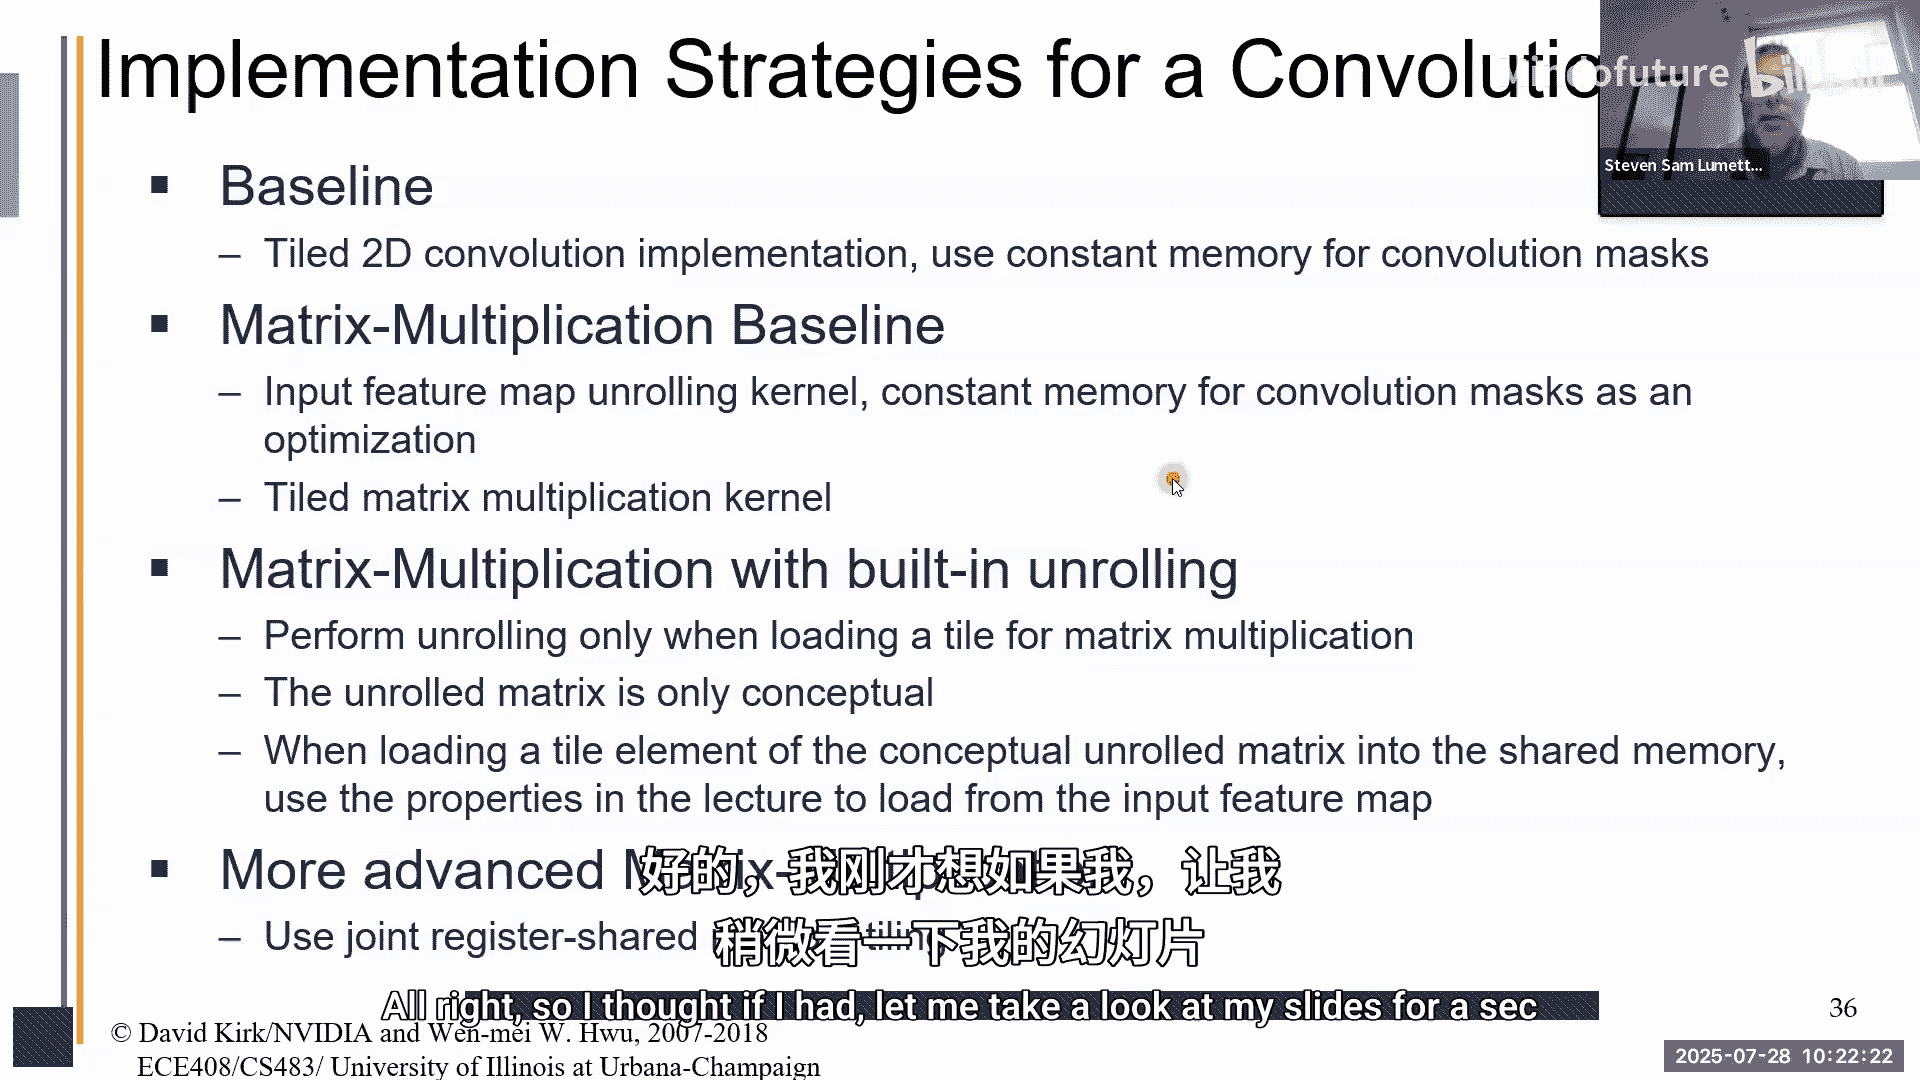 Implementation Strategies for a Convolutio
ofuture
Steven Sam Lumett...
▪ Baseline
– Tiled 2D convolution implementation, use constant memory for convolution masks
▪ Matrix-Multiplication Baseline
– Input feature map unrolling kernel, constant memory for convolution masks as an
optimization
– Tiled matrix multiplication kernel
▪ Matrix-Multiplication with built-in unrolling
– Perform unrolling only when loading a tile for matrix multiplication
– The unrolled matrix is only conceptual
– When loading a tile element of the conceptual unrolled matrix into the shared memory,
use the properties in the lecture to load from the input feature map
▪ More advanced
– Use joint register-shared tiling
好的，我刚才想如果我，让我
稍微看一下我的幻灯片
All right, so I thought if I had, let me take a look at my slides for a sec
36
© David Kirk/NVIDIA and Wen-mei W. Hwu, 2007-2018
ECE408/CS483/ University of Illinois at Urbana-Champaign
2025-07-28 10:22:22